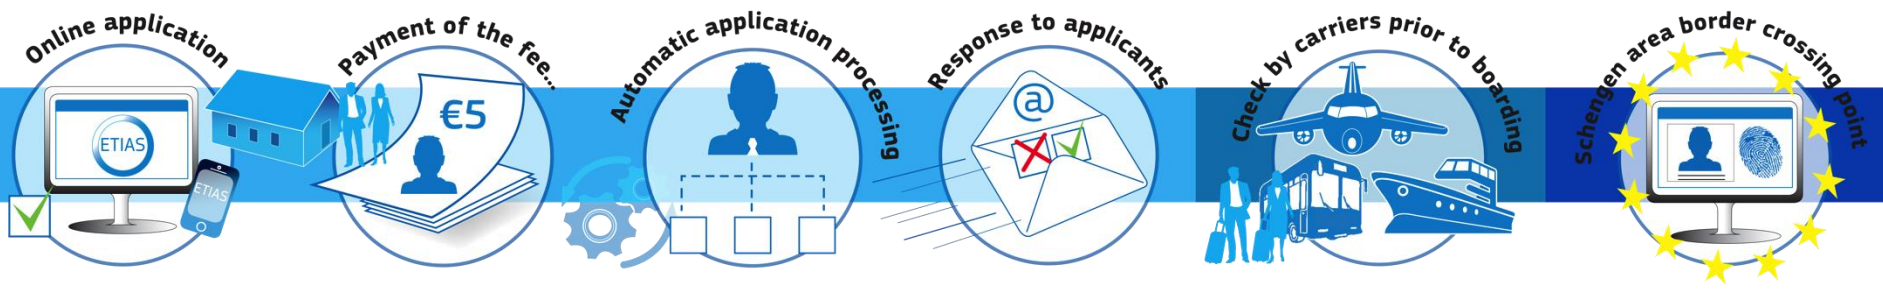 Online application
ETIAS
ETIAS
Payment of the fee...
€5
Automatic application processing
Response to applicants
@
Check by carriers prior to boarding
Schengen area border crossing point